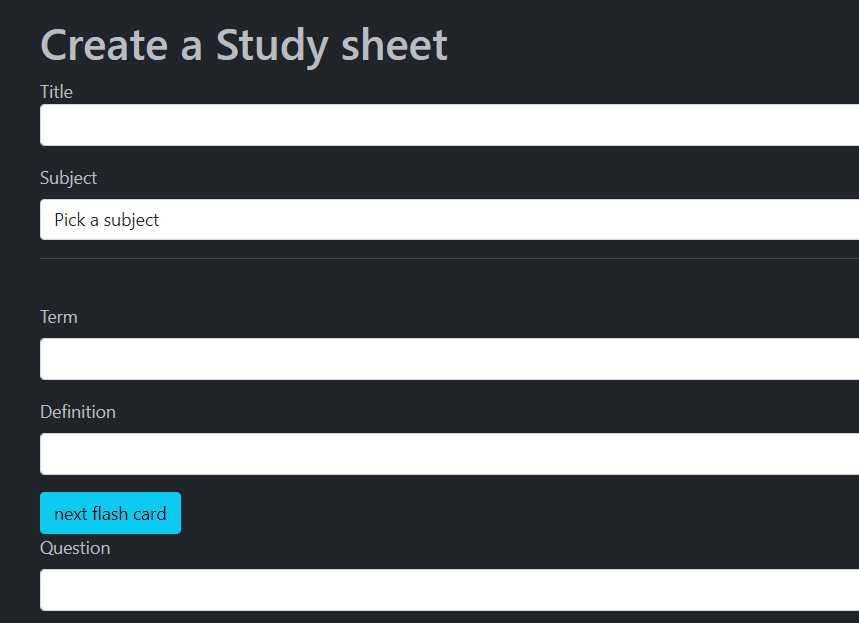 Create a Study sheet
Title
Subject
Pick a subject
Term
Definition
next flash card
Question